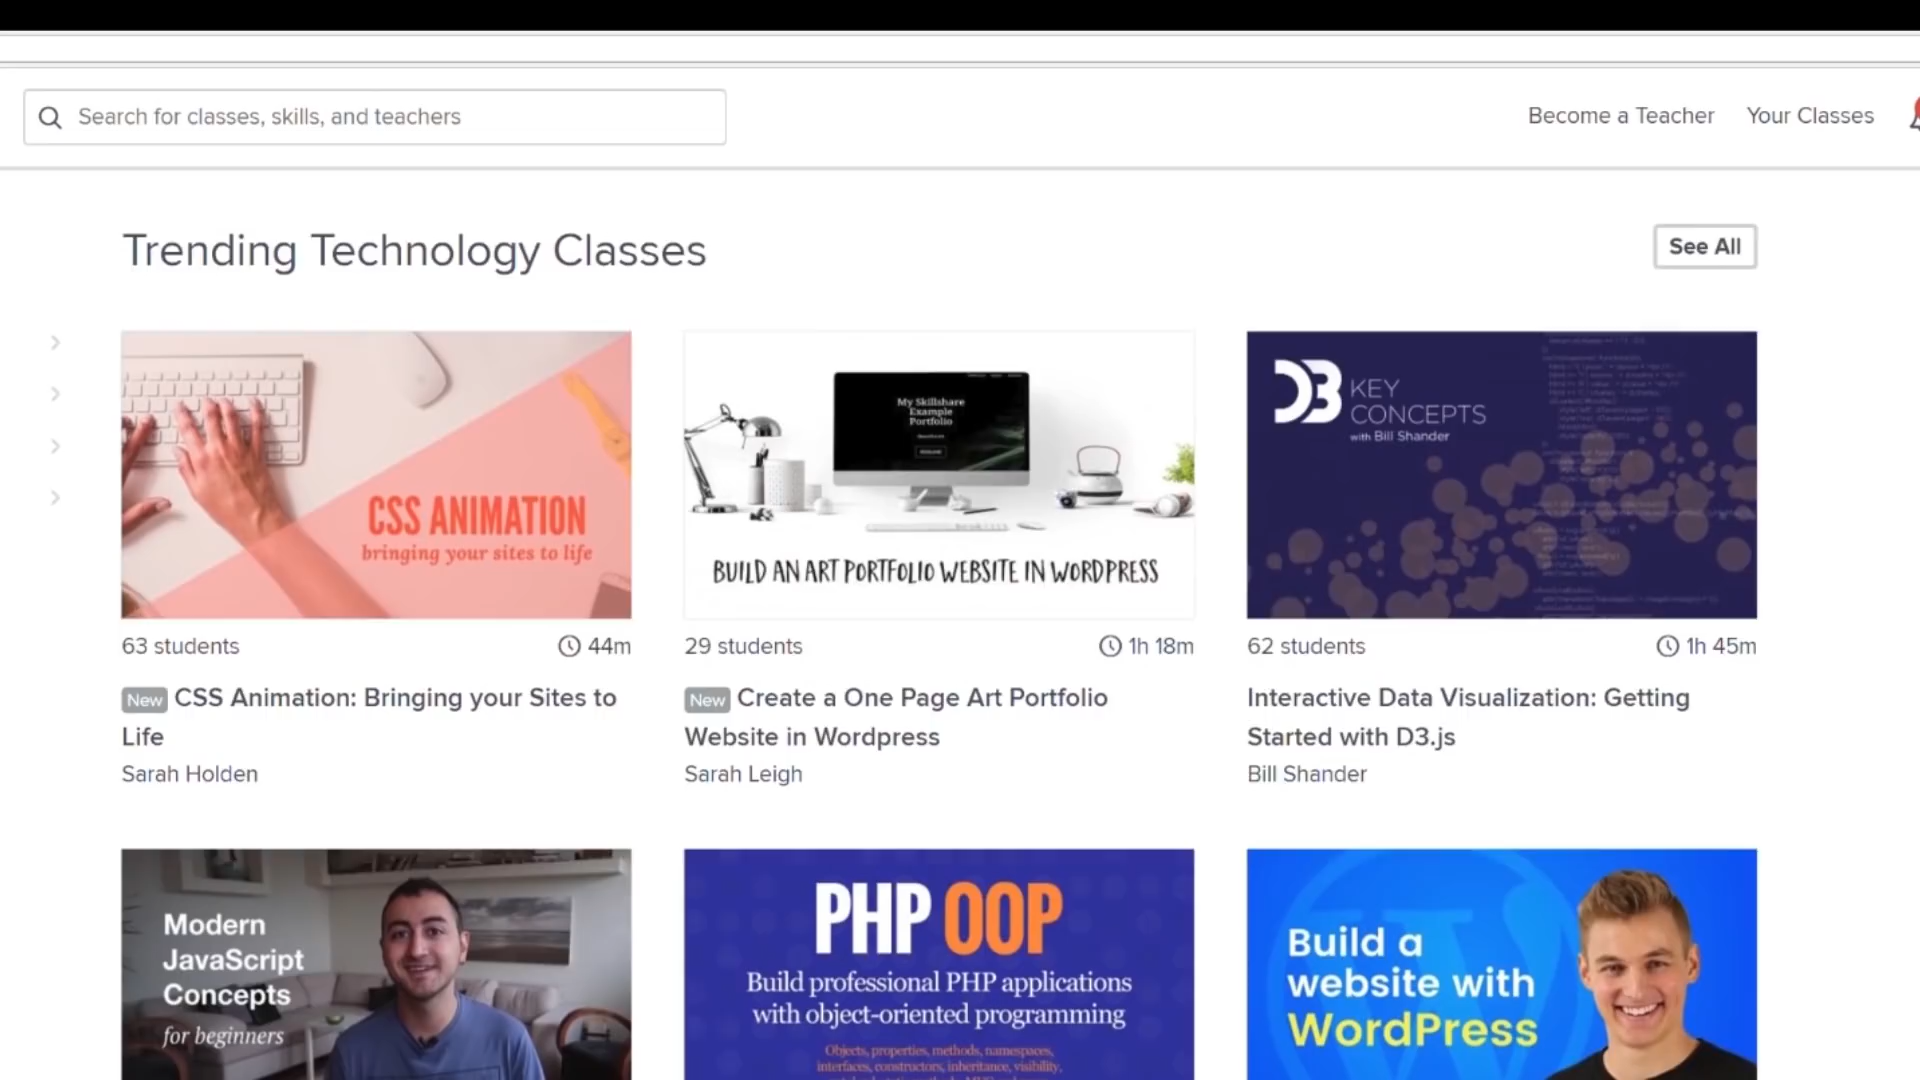 Search for classes, skills, and teachers
Become a Teacher
Your Classes
Trending Technology Classes
See All
CSS ANIMATION
bringing your sites to life
My Skillshare
Example
Portfolio
BUILD AN ART PORTFOLIO WEBSITE IN WORDPRESS
D3 KEY
CONCEPTS
with Bill Shander
63 students
44m
29 students
1h 18m
62 students
1h 45m
New CSS Animation: Bringing your Sites to
Life
Sarah Holden
New Create a One Page Art Portfolio
Website in Wordpress
Sarah Leigh
Interactive Data Visualization: Getting
Started with D3.js
Bill Shander
Modern
JavaScript
Concepts
for beginners
PHP OOP
Build professional PHP applications
with object-oriented programming
Objects, properties, methods, namespaces,
interfaces, constructors, inheritance, visibility,
Build a
website with
WordPress